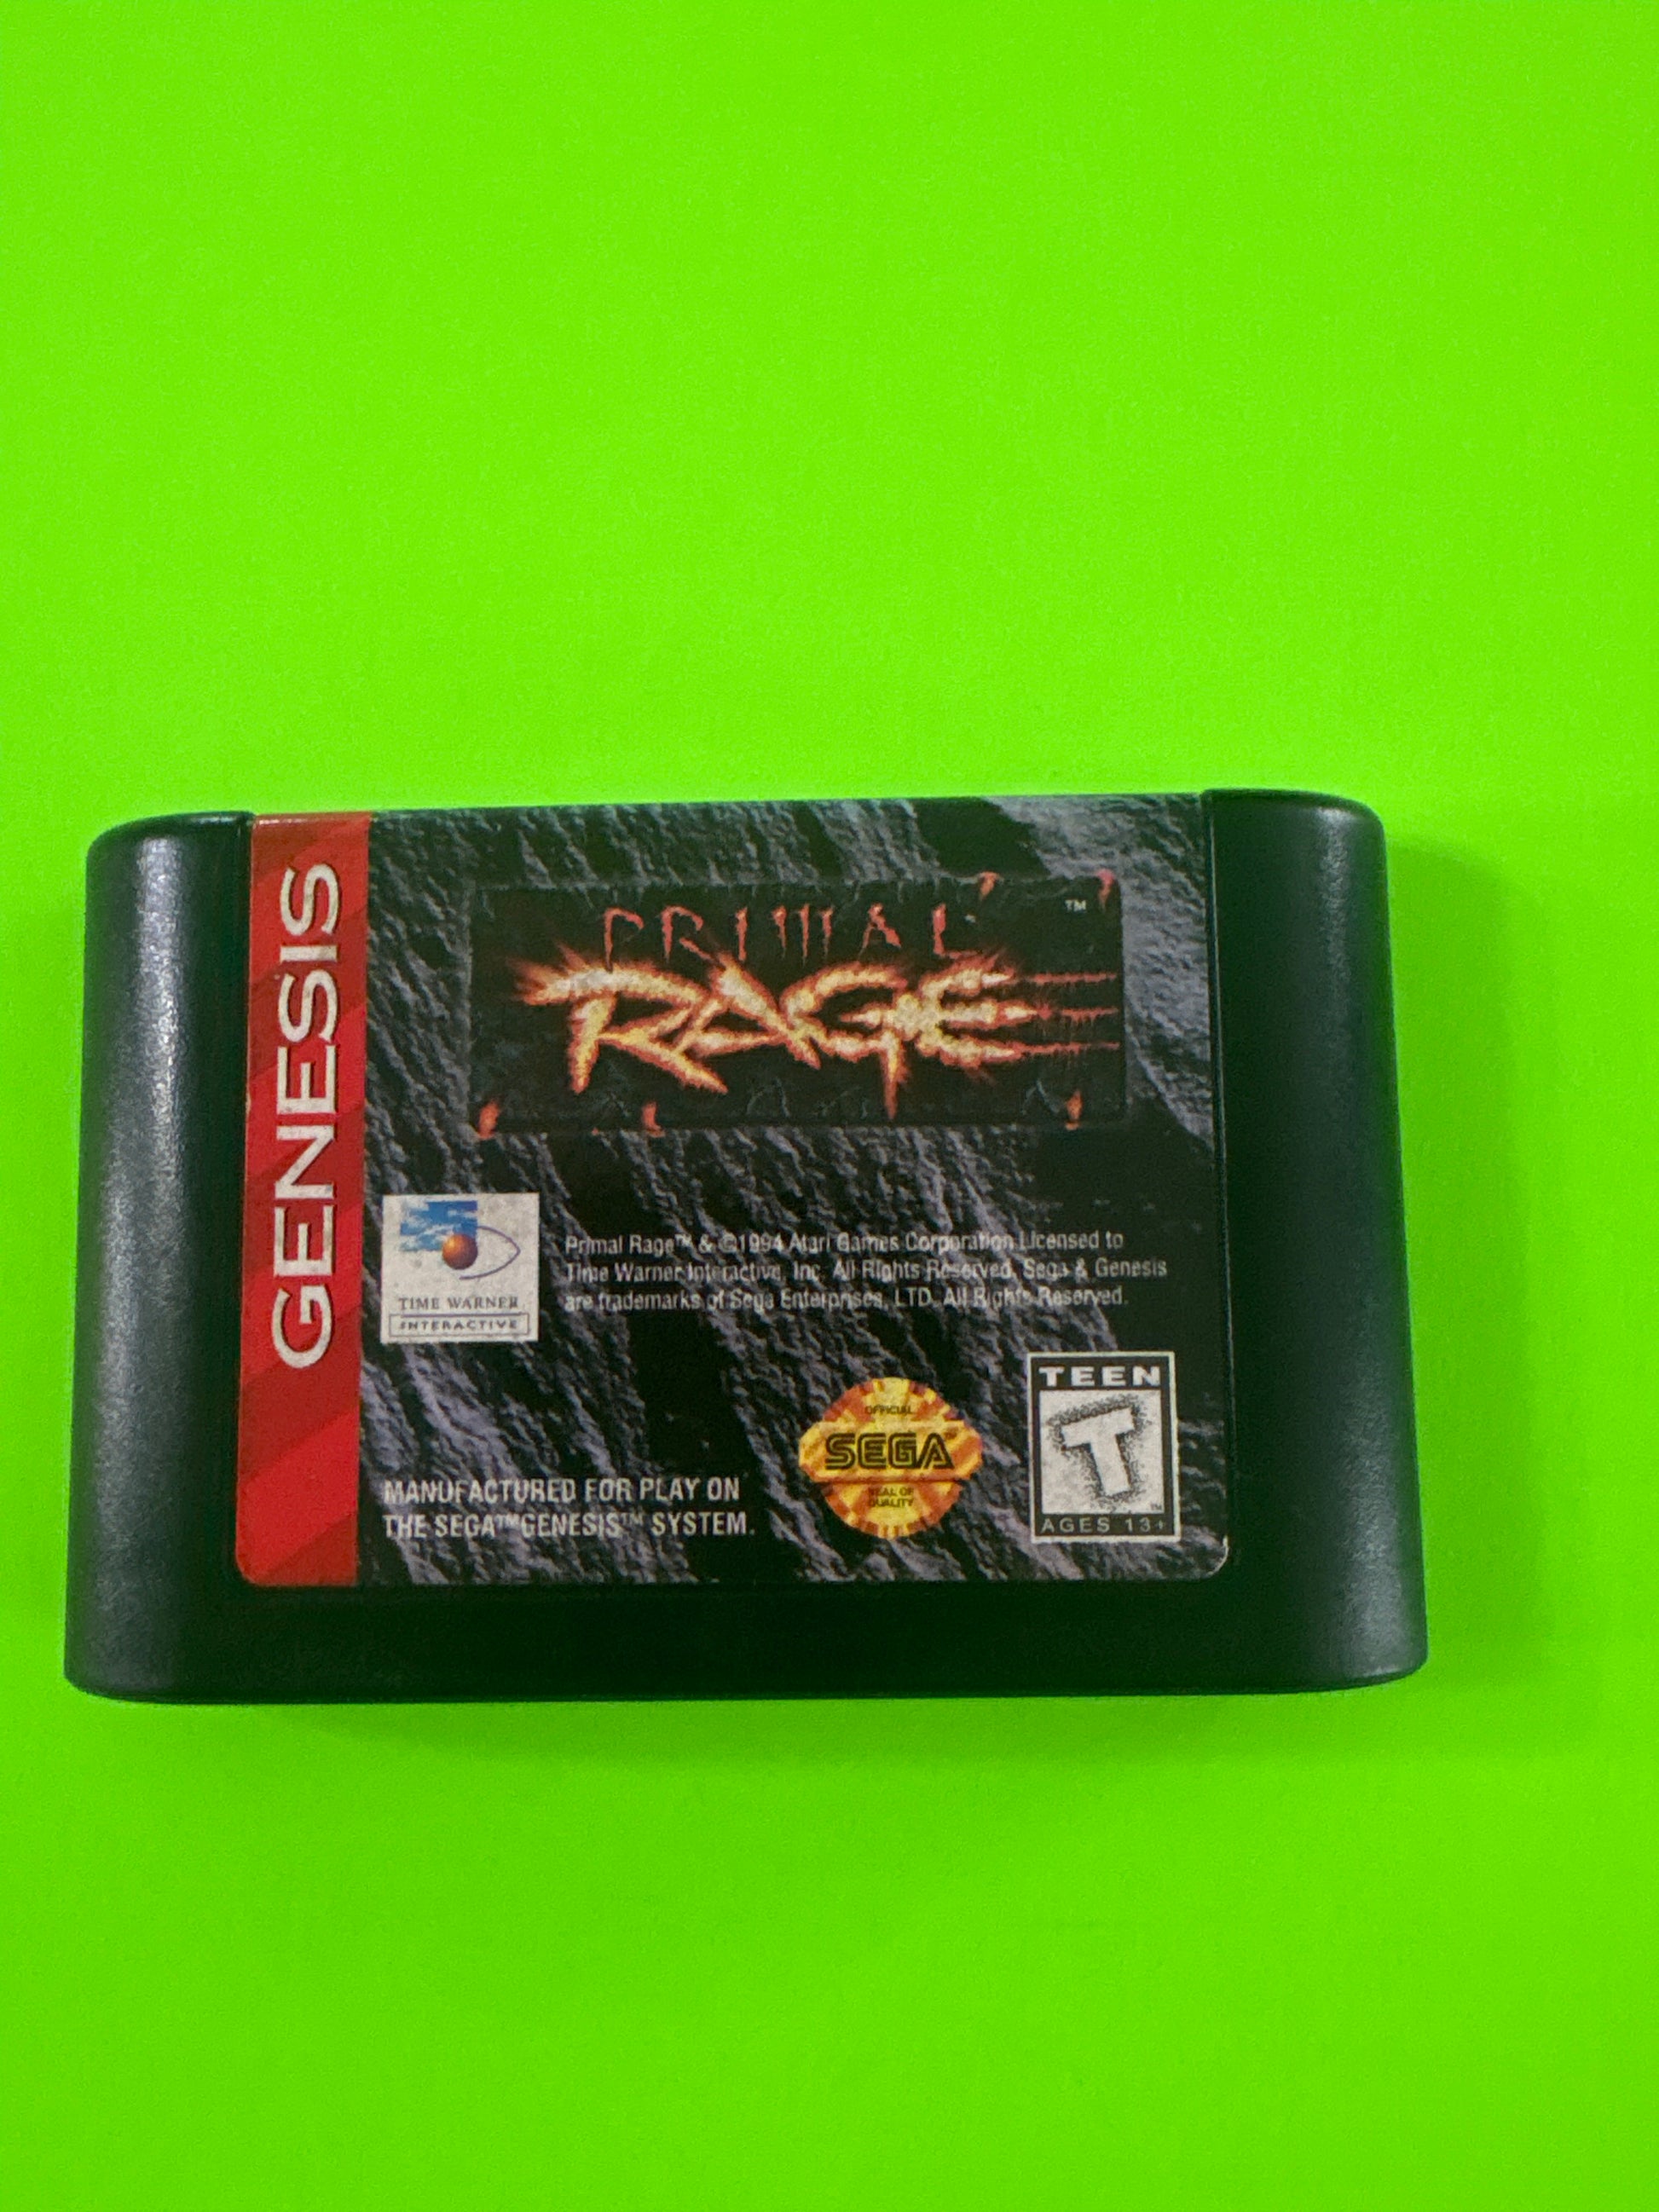 GENESIS
PRIMAL ™
RAGE
TIME WARNER
INTERACTIVE
Primal Rage™ & ©1994 Atari Games Corporation Licensed to
Time Warner Interactive, Inc. All Rights Reserved. Sega & Genesis
are trademarks of Sega Enterprises, LTD. All Rights Reserved.
MANUFACTURED FOR PLAY ON
THE SEGA™ GENESIS™ SYSTEM.
OFFICIAL
SEGA
SEAL OF
QUALITY
TEEN
T
™
AGES 13+